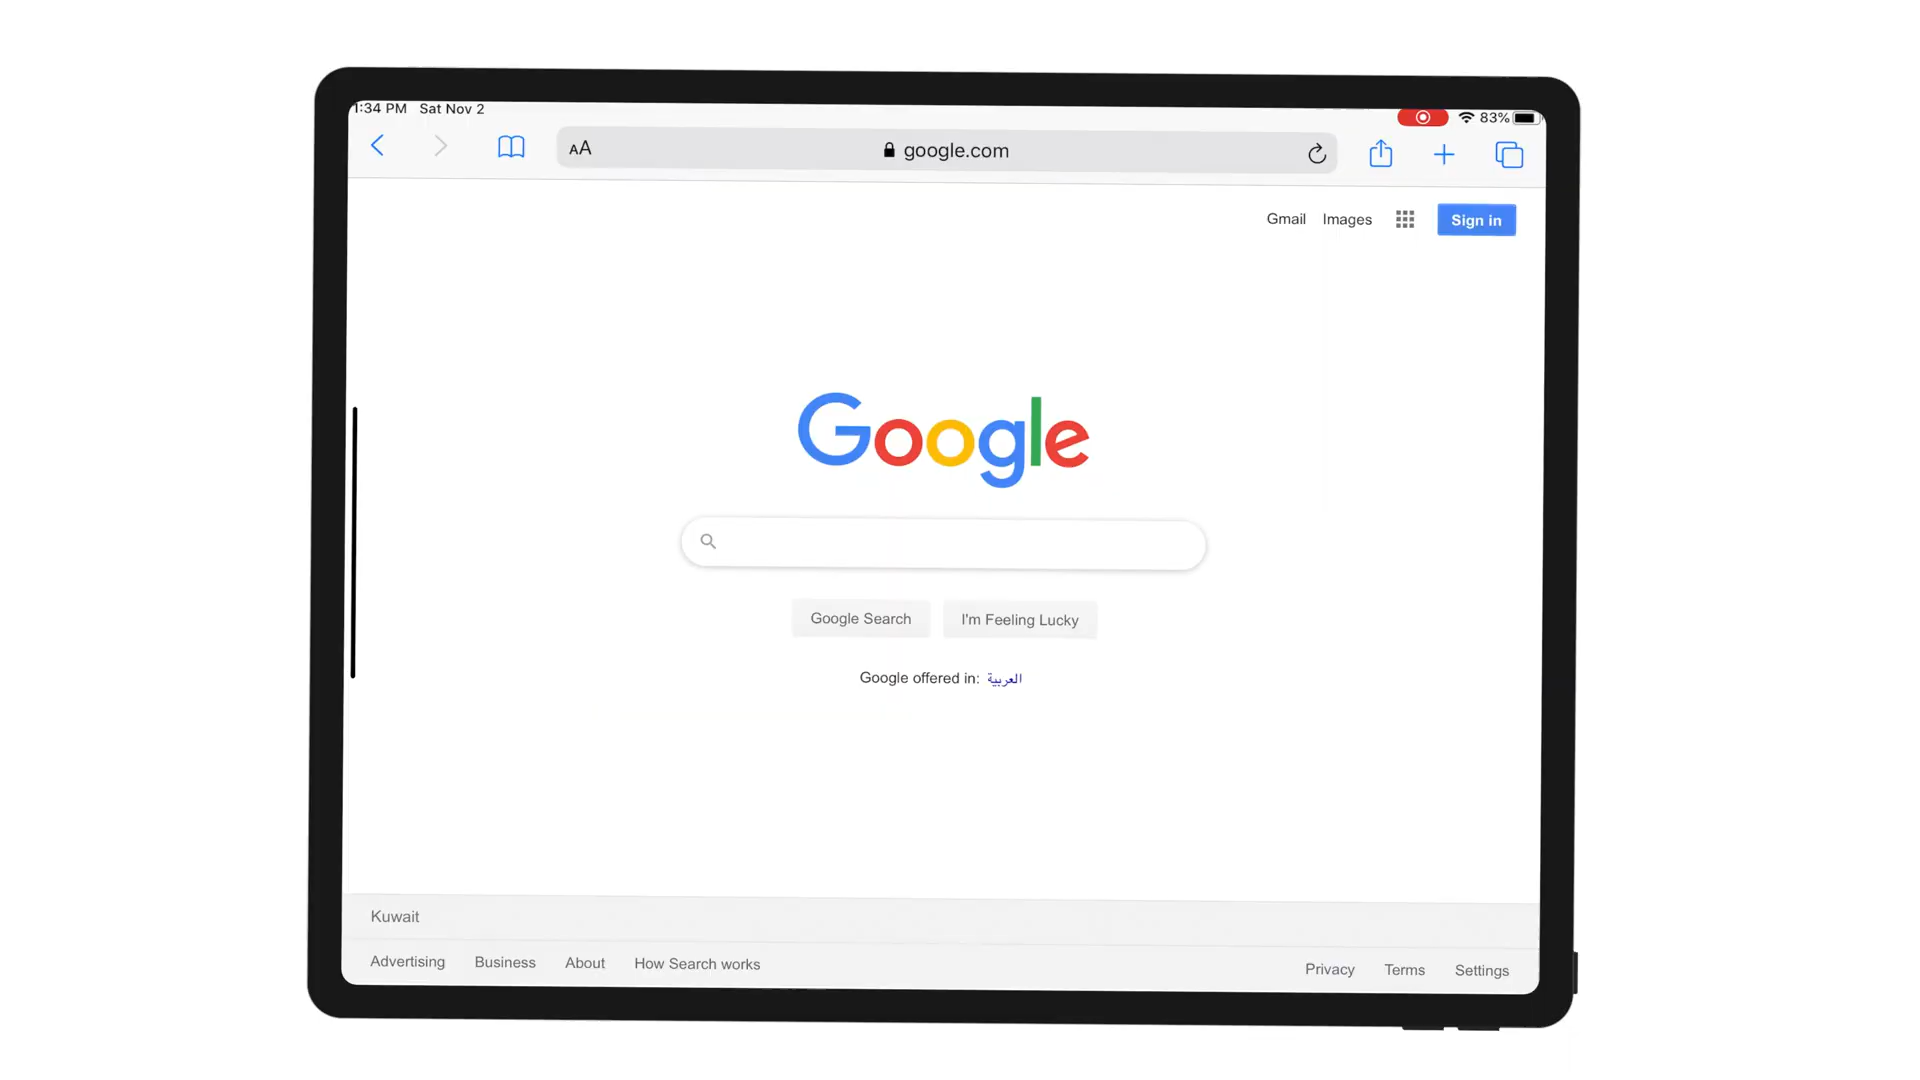 1:34 PM Sat Nov 2
83%
AA
google.com
Gmail Images Sign in
Google
Google Search I'm Feeling Lucky
Google offered in: العربية
Kuwait
Advertising Business About How Search works Privacy Terms Settings